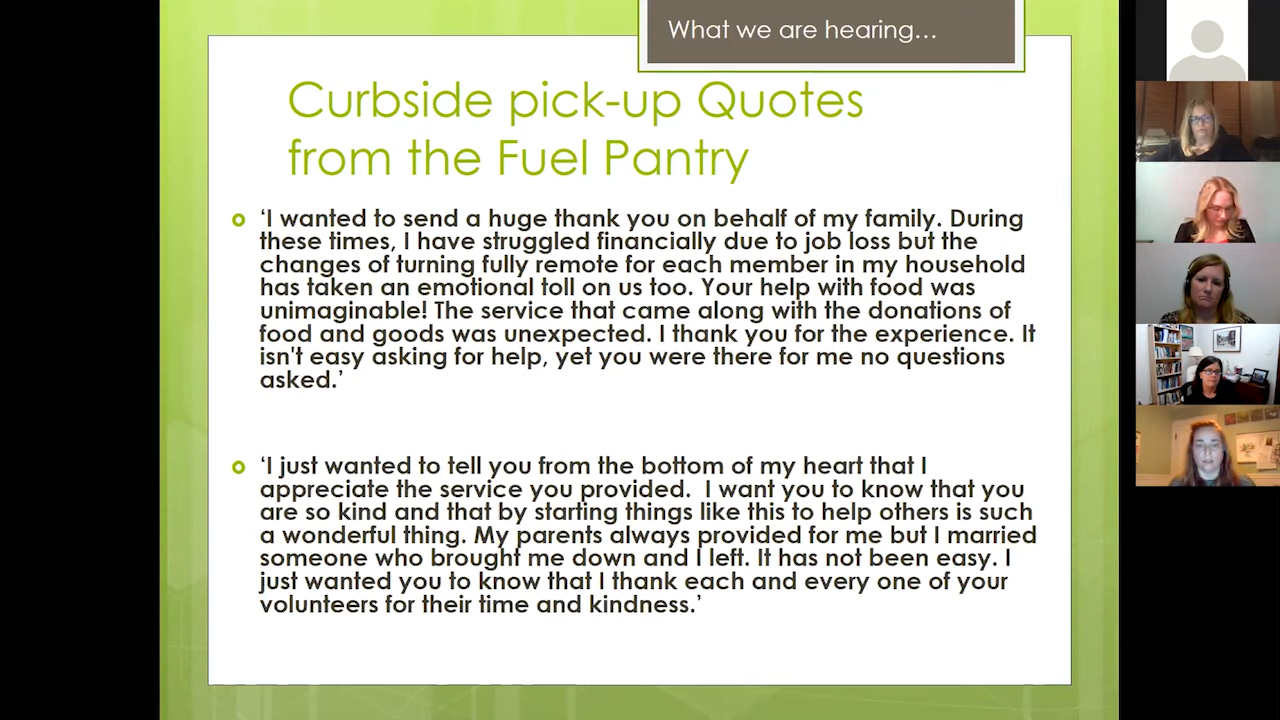 What we are hearing...
Curbside pick-up Quotes
from the Fuel Pantry
‘I wanted to send a huge thank you on behalf of my family. During
these times, I have struggled financially due to job loss but the
changes of turning fully remote for each member in my household
has taken an emotional toll on us too. Your help with food was
unimaginable! The service that came along with the donations of
food and goods was unexpected. I thank you for the experience. It
isn't easy asking for help, yet you were there for me no questions
asked.’
‘I just wanted to tell you from the bottom of my heart that I
appreciate the service you provided.  I want you to know that you
are so kind and that by starting things like this to help others is such
a wonderful thing. My parents always provided for me but I married
someone who brought me down and I left. It has not been easy. I
just wanted you to know that I thank each and every one of your
volunteers for their time and kindness.’